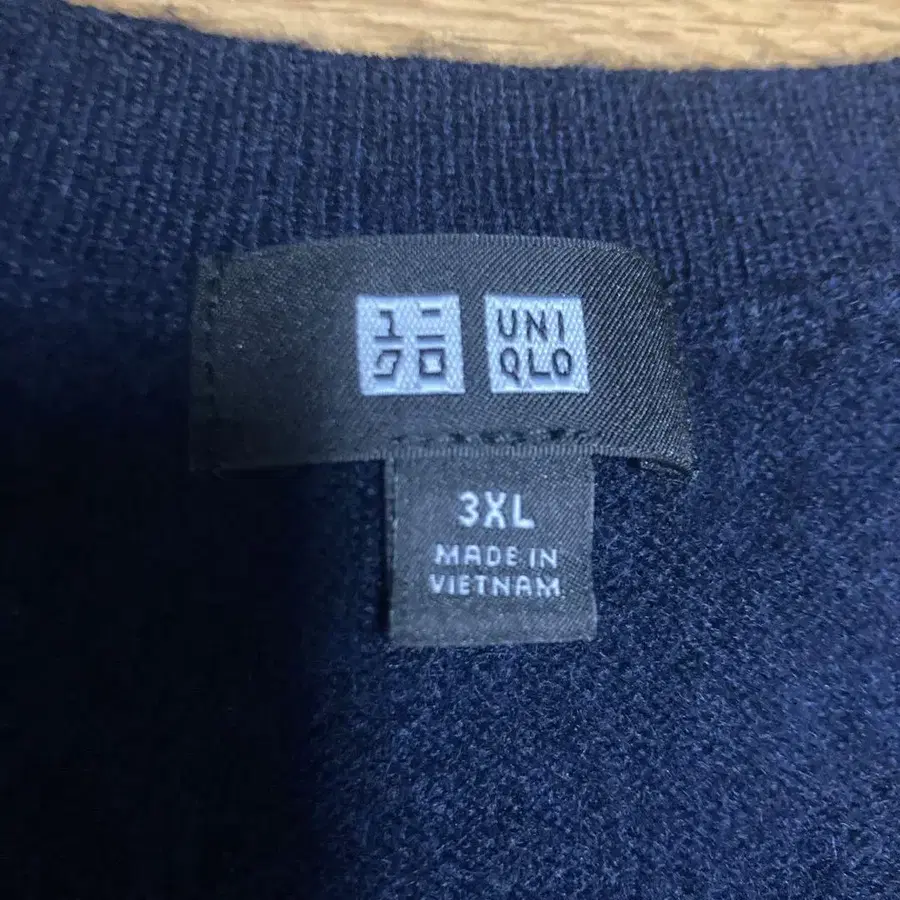 ユニ
クロ
UNI
QLO
3XL
MADE IN
VIETNAM